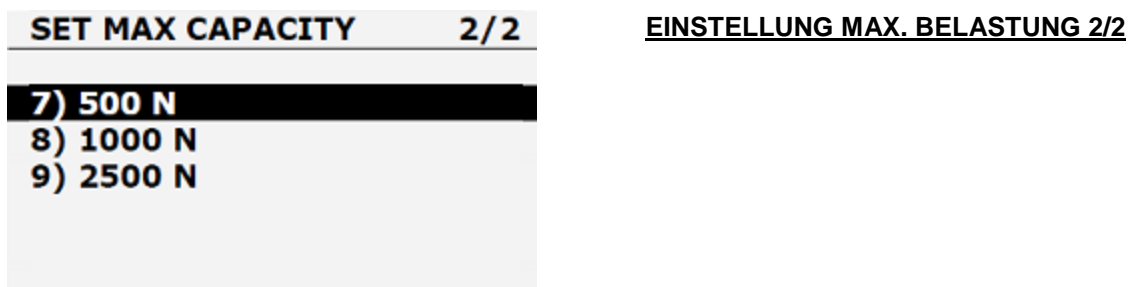 SET MAX CAPACITY 2/2
EINSTELLUNG MAX. BELASTUNG 2/2
7) 500 N
8) 1000 N
9) 2500 N